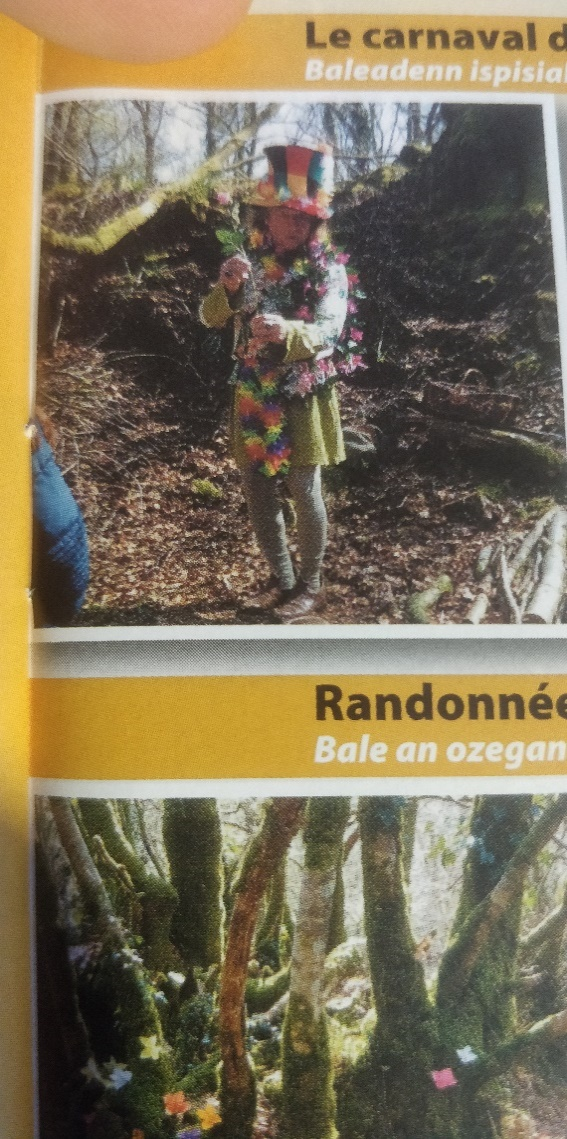 Le carnaval d
Baleadenn ispisial
Randonnée
Bale an ozegan